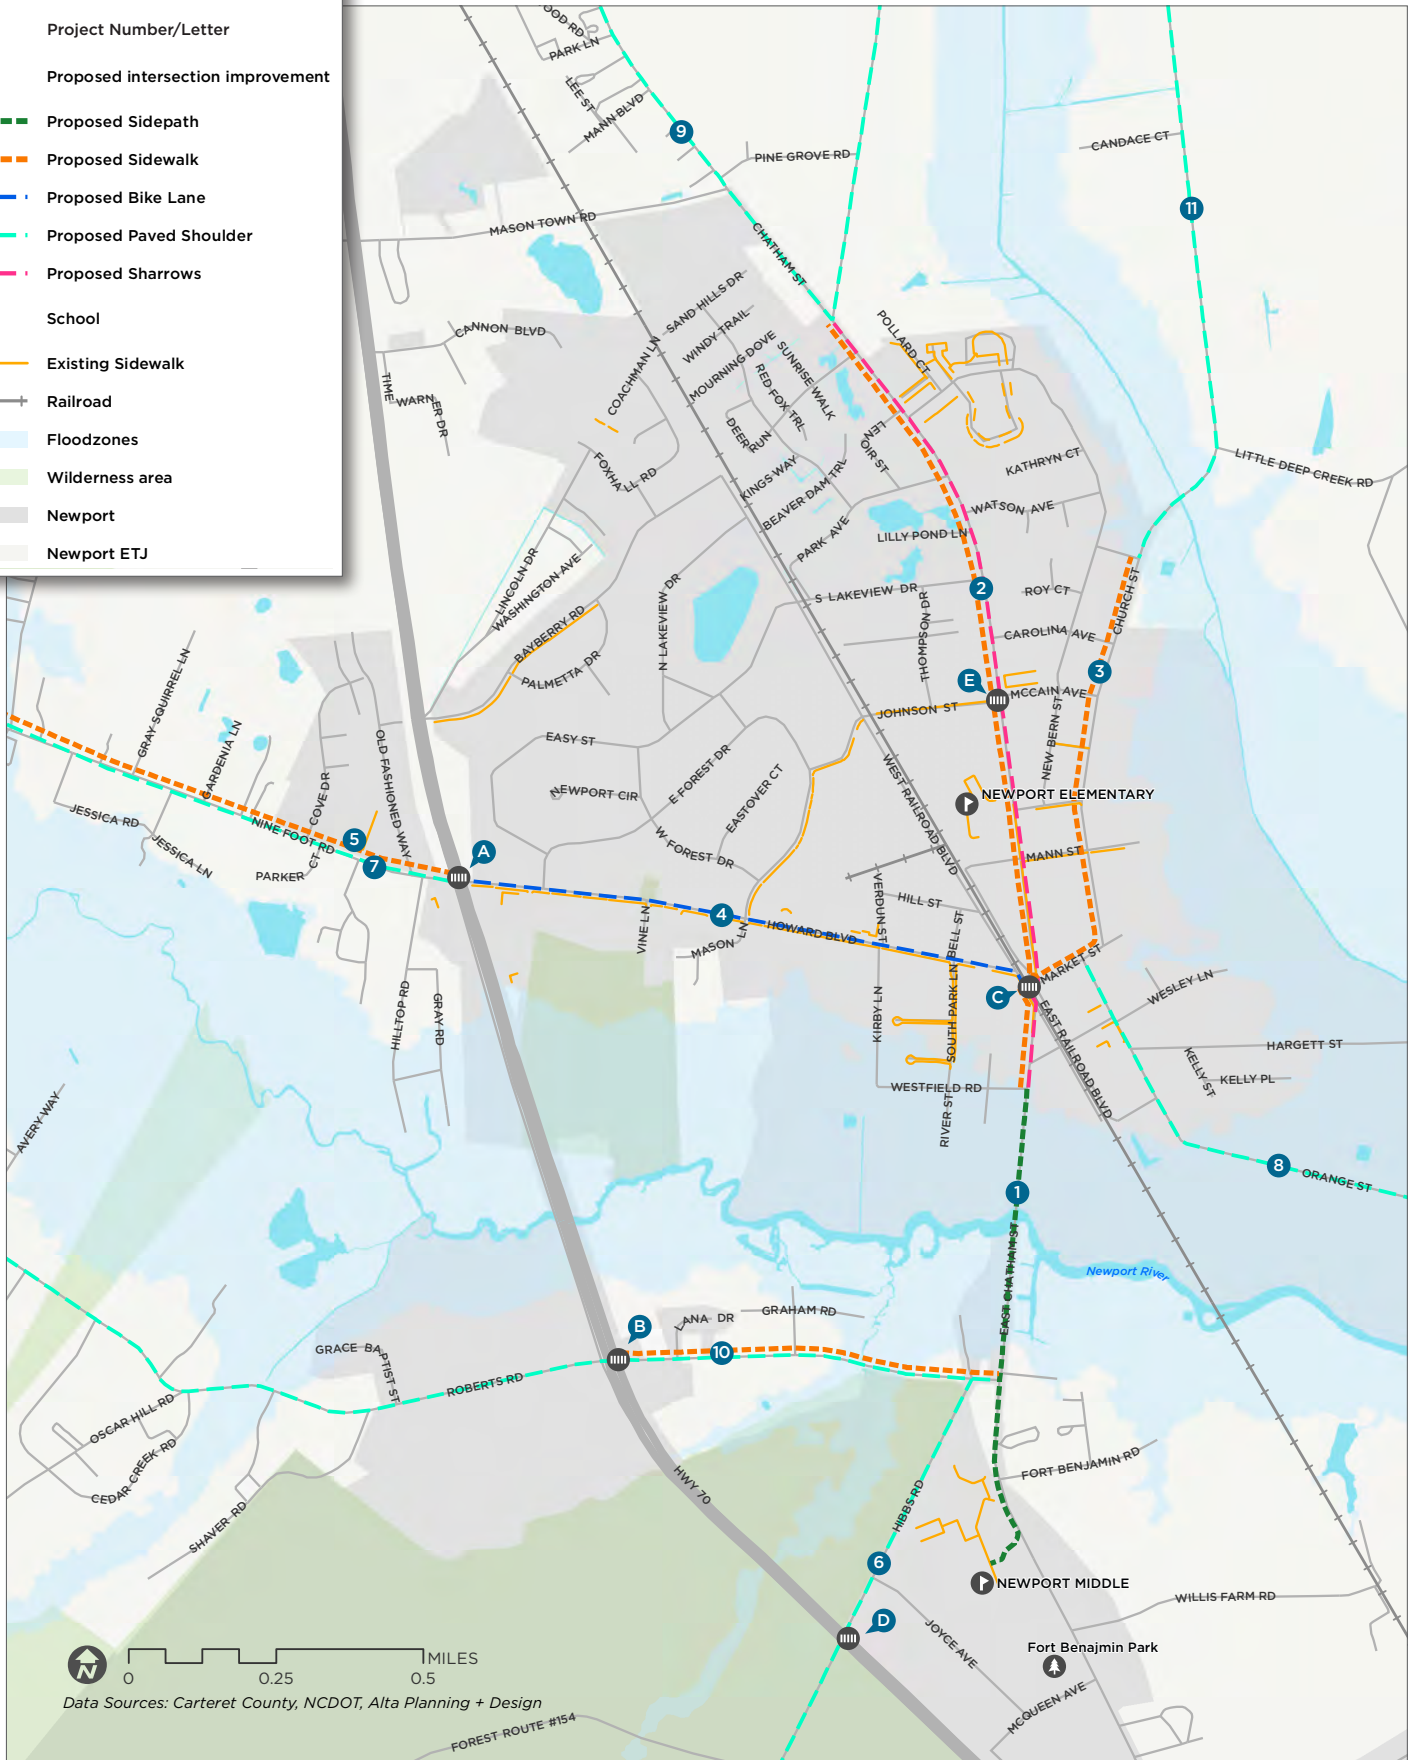 Project Number/Letter
Proposed intersection improvement
Proposed Sidepath
Proposed Sidewalk
Proposed Bike Lane
Proposed Paved Shoulder
Proposed Sharrows
School
Existing Sidewalk
Railroad
Floodzones
Wilderness area
Newport
Newport ETJ
OOD RD
PARK LN
LEE ST
MANN BLVD
9
PINE GROVE RD
CANDACE CT
11
MASON TOWN RD
CHATHAM ST
SAND HILLS DR
CANNON BLVD
WINDY TRAIL
POLLARD CT
COACHMAN LN
MOURNING DOVE
SUNRISE WALK
TIME WARNER DR
RED FOX TRL
DEER RUN
LENOIR ST
FOXHALL RD
KINGS WAY
KATHRYN CT
LITTLE DEEP CREEK RD
BEAVER DAM TRL
WATSON AVE
PARK AVE
LILLY POND LN
LINCOLN DR
WASHINGTON AVE
N LAKEVIEW DR
S LAKEVIEW DR
2
ROY CT
CHURCH ST
THOMPSON DR
BAYBERRY RD
CAROLINA AVE
PALMETTA DR
E
3
MCCAIN AVE
GRAY SQUIRREL LN
JOHNSON ST
NEW BERN ST
GARDENIA LN
OLD FASHIONED WAY
EASY ST
E FOREST DR
WEST RAILROAD BLVD
NEWPORT CIR
EASTOVER CT
NEWPORT ELEMENTARY
COVE DR
JESSICA RD
NINE FOOT RD
5
W FOREST DR
A
MANN ST
JESSICA LN
7
PARKER CT
VERDUN ST
HILL ST
4
VINE LN
HOWARD BLVD
BELL ST
MASON LN
MARKET ST
C
WESLEY LN
HILLTOP RD
GRAY RD
KIRBY LN
SOUTH PARK LN
EAST RAILROAD BLVD
HARGETT ST
KELLY ST
KELLY PL
WESTFIELD RD
AVERY WAY
RIVER ST
8
ORANGE ST
1
EAST CHATHAM ST
Newport River
GRAHAM RD
LANA DR
B
GRACE BAPTIST ST
10
ROBERTS RD
OSCAR HILL RD
CEDAR CREEK RD
FORT BENJAMIN RD
HWY 70
HIBBS RD
SHAVER RD
6
NEWPORT MIDDLE
WILLIS FARM RD
D
JOYCE AVE
Fort Benajmin Park
N
MILES
0 0.25 0.5
MCQUEEN AVE
Data Sources: Carteret County, NCDOT, Alta Planning + Design
FOREST ROUTE #154